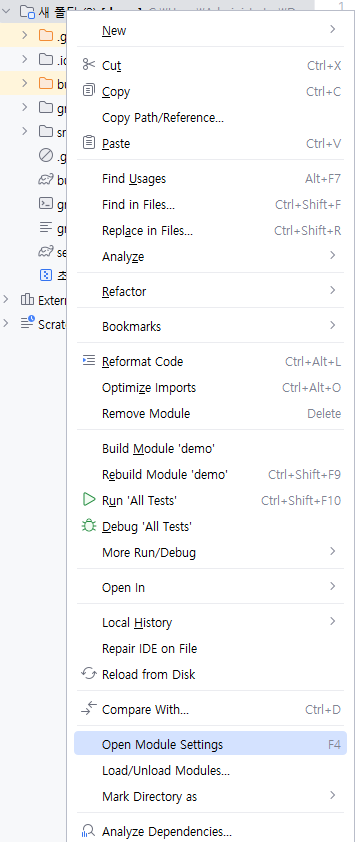 새 폴더
1
New
Cut Ctrl+X
Copy Ctrl+C
Copy Path/Reference...
Paste Ctrl+V
Find Usages Alt+F7
Find in Files... Ctrl+Shift+F
Replace in Files... Ctrl+Shift+R
Analyze
Refactor
Bookmarks
Reformat Code Ctrl+Alt+L
Optimize Imports Ctrl+Alt+O
Remove Module Delete
Build Module 'demo'
Rebuild Module 'demo' Ctrl+Shift+F9
Run 'All Tests' Ctrl+Shift+F10
Debug 'All Tests'
More Run/Debug
Open In
Local History
Repair IDE on File
Reload from Disk
Compare With... Ctrl+D
Open Module Settings F4
Load/Unload Modules...
Mark Directory as
Analyze Dependencies...
.g
.ic
bu
gr
sr
.g
bu
gr
gr
se
Extern
Scrat